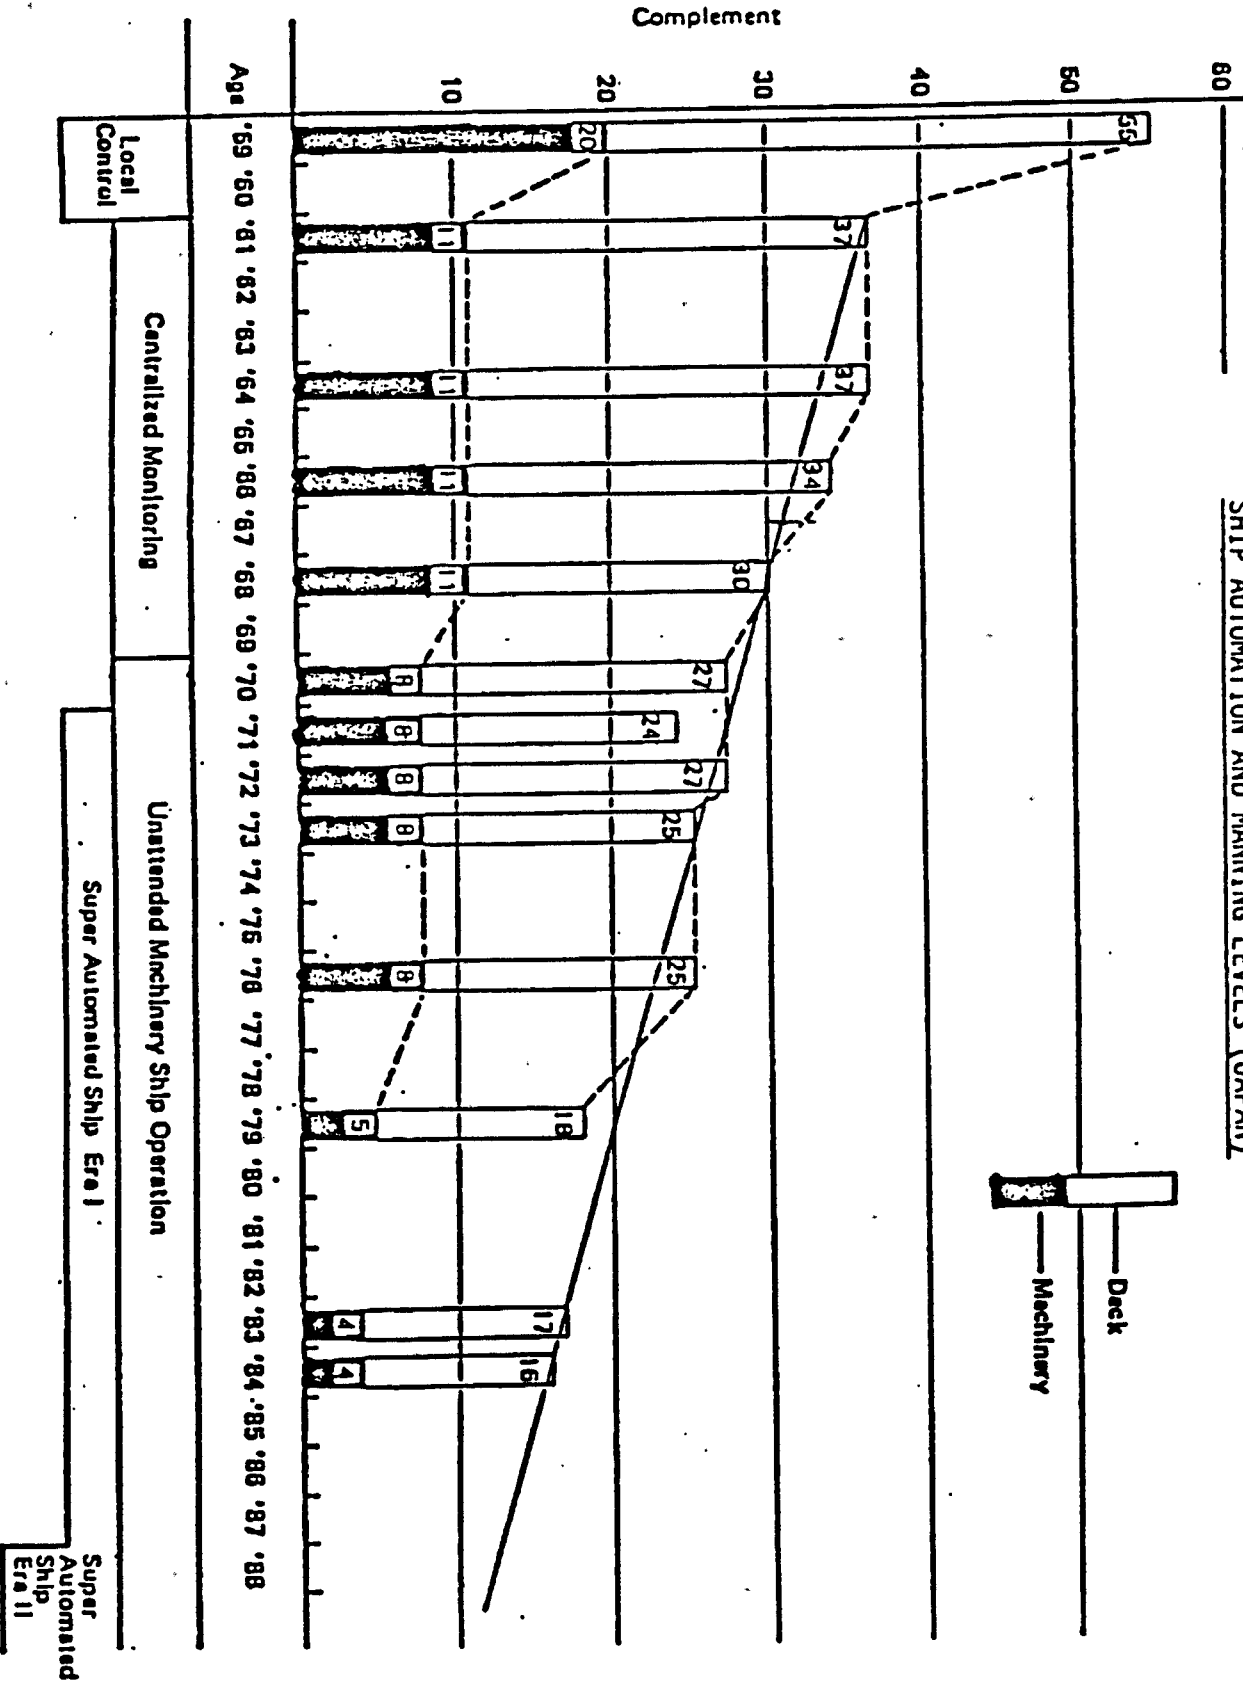 SHIP AUTOMATION AND MANNING LEVELS (JAPAN)
Complement
60
50
40
30
20
10
Deck
Machinery
55
37
37
34
30
27
24
27
25
25
18
17
16
20
11
11
11
11
8
8
8
8
8
5
4
4
Age '59 '60 '61 '62 '63 '64 '65 '66 '67 '68 '69 '70 '71 '72 '73 '74 '75 '76 '77 '78 '79 '80 '81 '82 '83 '84 '85 '86 '87 '88
Local
Control
Centralized Monitoring
Unattended Machinery Ship Operation
Super Automated Ship Era I
Super
Automated
Ship
Era II